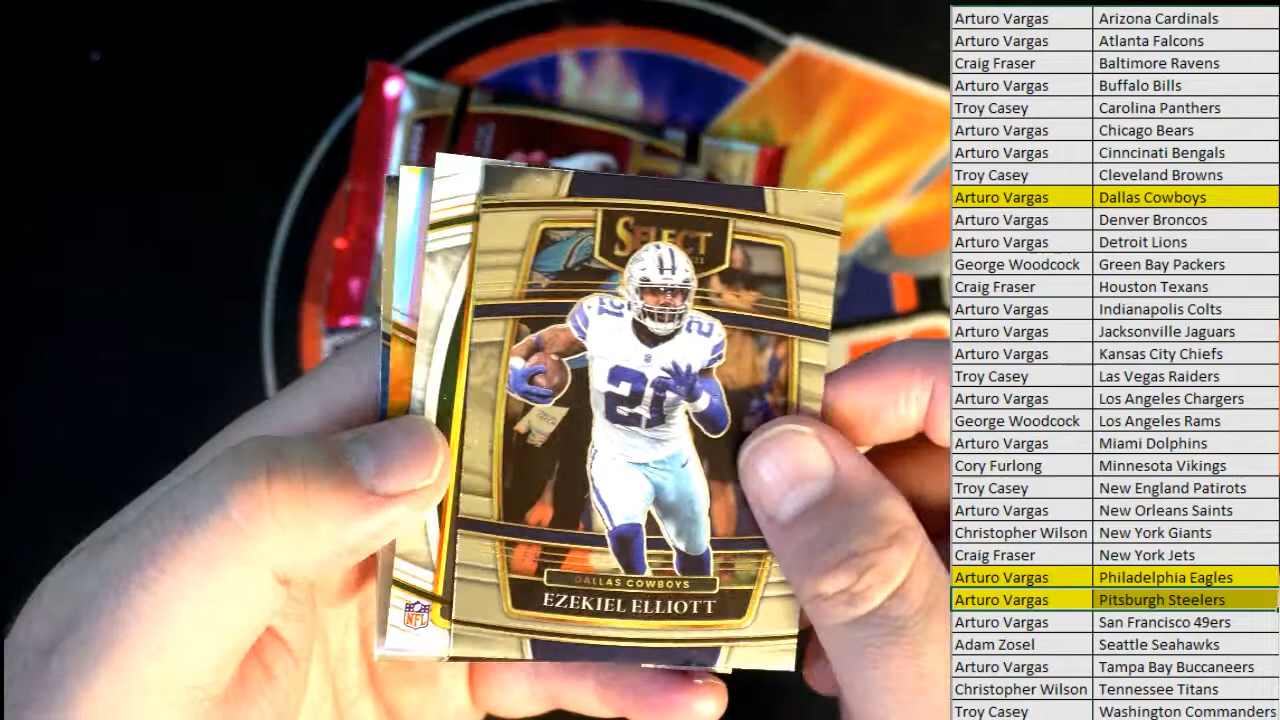 SELECT
21
21
2
DALLAS COWBOYS
EZEKIEL ELLIOTT
NFL
Arturo Vargas Arizona Cardinals
Arturo Vargas Atlanta Falcons
Craig Fraser Baltimore Ravens
Arturo Vargas Buffalo Bills
Troy Casey Carolina Panthers
Arturo Vargas Chicago Bears
Arturo Vargas Cinncinati Bengals
Troy Casey Cleveland Browns
Arturo Vargas Dallas Cowboys
Arturo Vargas Denver Broncos
Arturo Vargas Detroit Lions
George Woodcock Green Bay Packers
Craig Fraser Houston Texans
Arturo Vargas Indianapolis Colts
Arturo Vargas Jacksonville Jaguars
Arturo Vargas Kansas City Chiefs
Troy Casey Las Vegas Raiders
Arturo Vargas Los Angeles Chargers
George Woodcock Los Angeles Rams
Arturo Vargas Miami Dolphins
Cory Furlong Minnesota Vikings
Troy Casey New England Patirots
Arturo Vargas New Orleans Saints
Christopher Wilson New York Giants
Craig Fraser New York Jets
Arturo Vargas Philadelphia Eagles
Arturo Vargas Pitsburgh Steelers
Arturo Vargas San Francisco 49ers
Adam Zosel Seattle Seahawks
Arturo Vargas Tampa Bay Buccaneers
Christopher Wilson Tennessee Titans
Troy Casey Washington Commanders